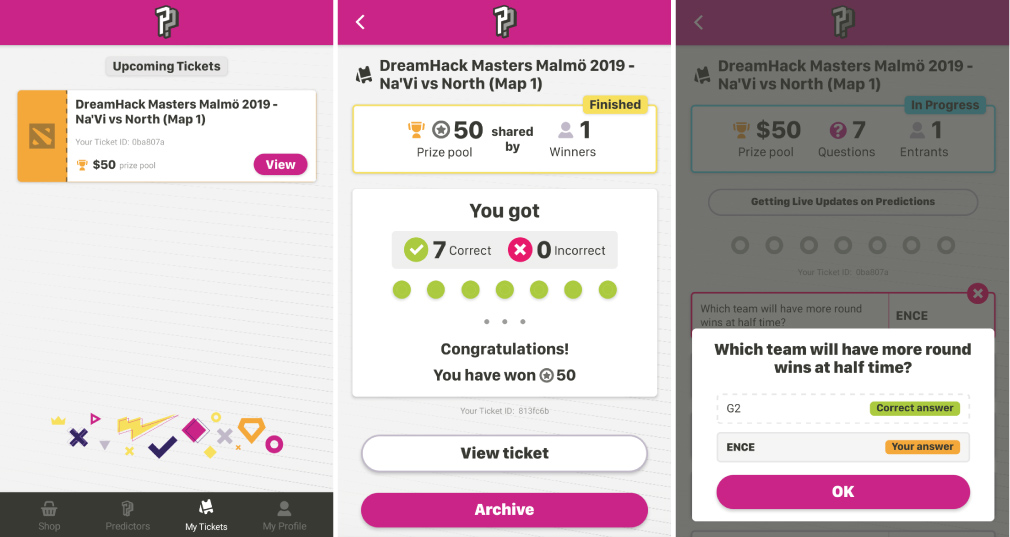 Upcoming Tickets
DreamHack Masters Malmö 2019 -
Na'Vi vs North (Map 1)
Your Ticket ID: 0ba807a
$50 prize pool
View
Shop
Predictors
My Tickets
My Profile
DreamHack Masters Malmö 2019 -
Na'Vi vs North (Map 1)
Finished
50 shared by 1
Prize pool
Winners
You got
7 Correct
0 Incorrect
Congratulations!
You have won 50
Your Ticket ID: 813fc6b
View ticket
Archive
DreamHack Masters Malmö 2019 -
Na'Vi vs North (Map 1)
In Progress
$50
7
1
Prize pool
Questions
Entrants
Getting Live Updates on Predictions
Your Ticket ID: 0ba807a
Which team will have more round
wins at half time?
ENCE
Which team will have more round
wins at half time?
G2
Correct answer
ENCE
Your answer
OK